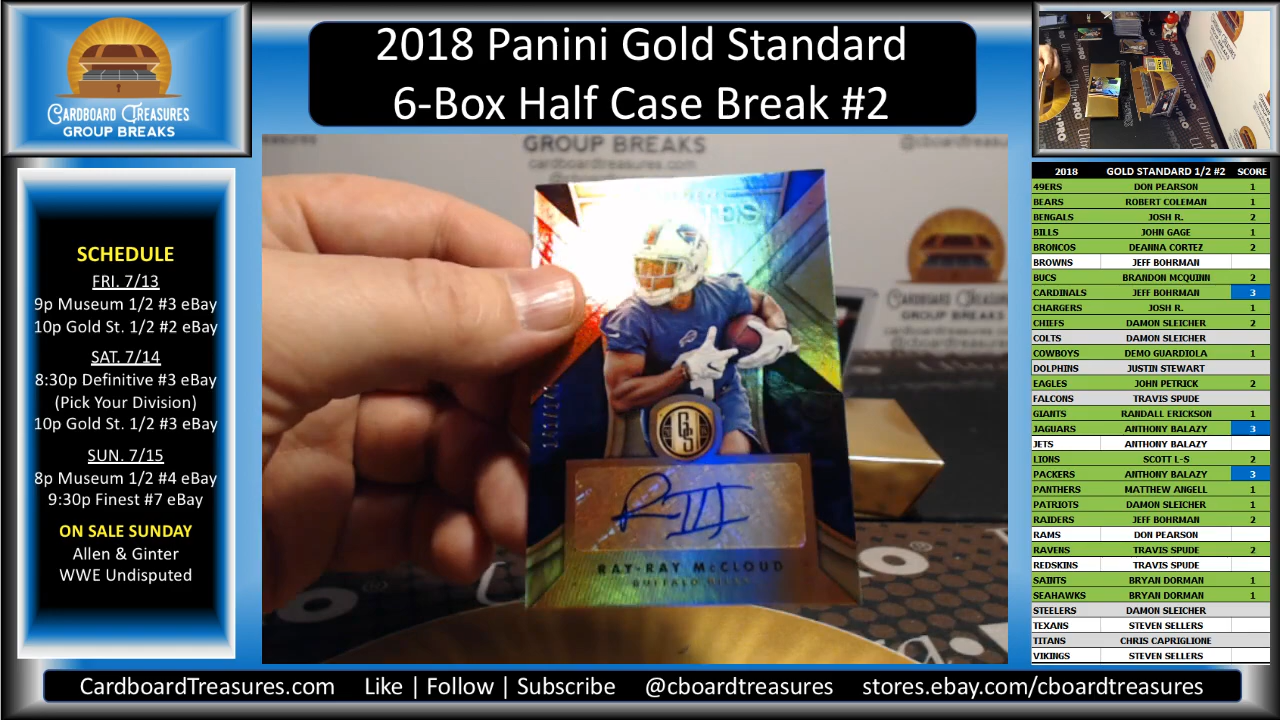 CARDBOARD TREASURES
GROUP BREAKS
2018 Panini Gold Standard
6-Box Half Case Break #2
SCHEDULE
FRI. 7/13
9p Museum 1/2 #3 eBay
10p Gold St. 1/2 #2 eBay
SAT. 7/14
8:30p Definitive #3 eBay
(Pick Your Division)
10p Gold St. 1/2 #3 eBay
SUN. 7/15
8p Museum 1/2 #4 eBay
9:30p Finest #7 eBay
ON SALE SUNDAY
Allen & Ginter
WWE Undisputed
GROUP BREAKS
cardboardtreasures.com
GS
RAY-RAY McCLOUD
BUFFALO BILLS
2018 GOLD STANDARD 1/2 #2 SCORE
49ERS DON PEARSON 1
BEARS ROBERT COLEMAN 1
BENGALS JOSH R. 2
BILLS JOHN GAGE 1
BRONCOS DEANNA CORTEZ 2
BROWNS JEFF BOHRMAN
BUCS BRANDON MCQUINN 2
CARDINALS JEFF BOHRMAN 3
CHARGERS JOSH R. 1
CHIEFS DAMON SLEICHER 2
COLTS DAMON SLEICHER
COWBOYS DEMO GUARDIOLA 1
DOLPHINS JUSTIN STEWART
EAGLES JOHN PETRICK 2
FALCONS TRAVIS SPUDE
GIANTS RANDALL ERICKSON 1
JAGUARS ANTHONY BALAZY 3
JETS ANTHONY BALAZY
LIONS SCOTT L-S 2
PACKERS ANTHONY BALAZY 3
PANTHERS MATTHEW ANGELL 1
PATRIOTS DAMON SLEICHER 1
RAIDERS JEFF BOHRMAN 2
RAMS DON PEARSON
RAVENS TRAVIS SPUDE 2
REDSKINS TRAVIS SPUDE
SAINTS BRYAN DORMAN 1
SEAHAWKS BRYAN DORMAN 1
STEELERS DAMON SLEICHER
TEXANS STEVEN SELLERS
TITANS CHRIS CAPRIGLIONE
VIKINGS STEVEN SELLERS
CardboardTreasures.com Like | Follow | Subscribe @cboardtreasures stores.ebay.com/cboardtreasures